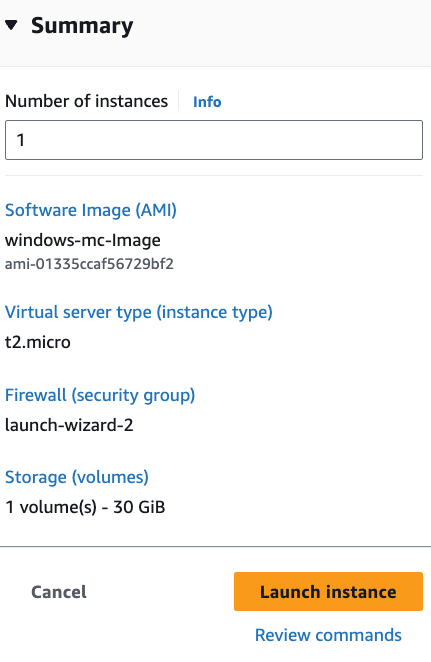 Summary
Number of instances Info
1
Software Image (AMI)
windows-mc-Image
ami-01335ccaf56729bf2
Virtual server type (instance type)
t2.micro
Firewall (security group)
launch-wizard-2
Storage (volumes)
1 volume(s) - 30 GiB
Cancel Launch instance
Review commands